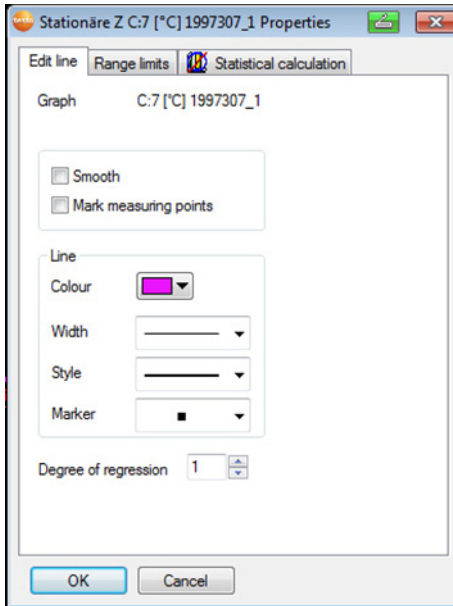 testo Stationäre Z C:7 [°C] 1997307_1 Properties
Edit line Range limits Statistical calculation
Graph C:7 [°C] 1997307_1
Smooth
Mark measuring points
Line
Colour
Width
Style
Marker
Degree of regression 1
OK Cancel